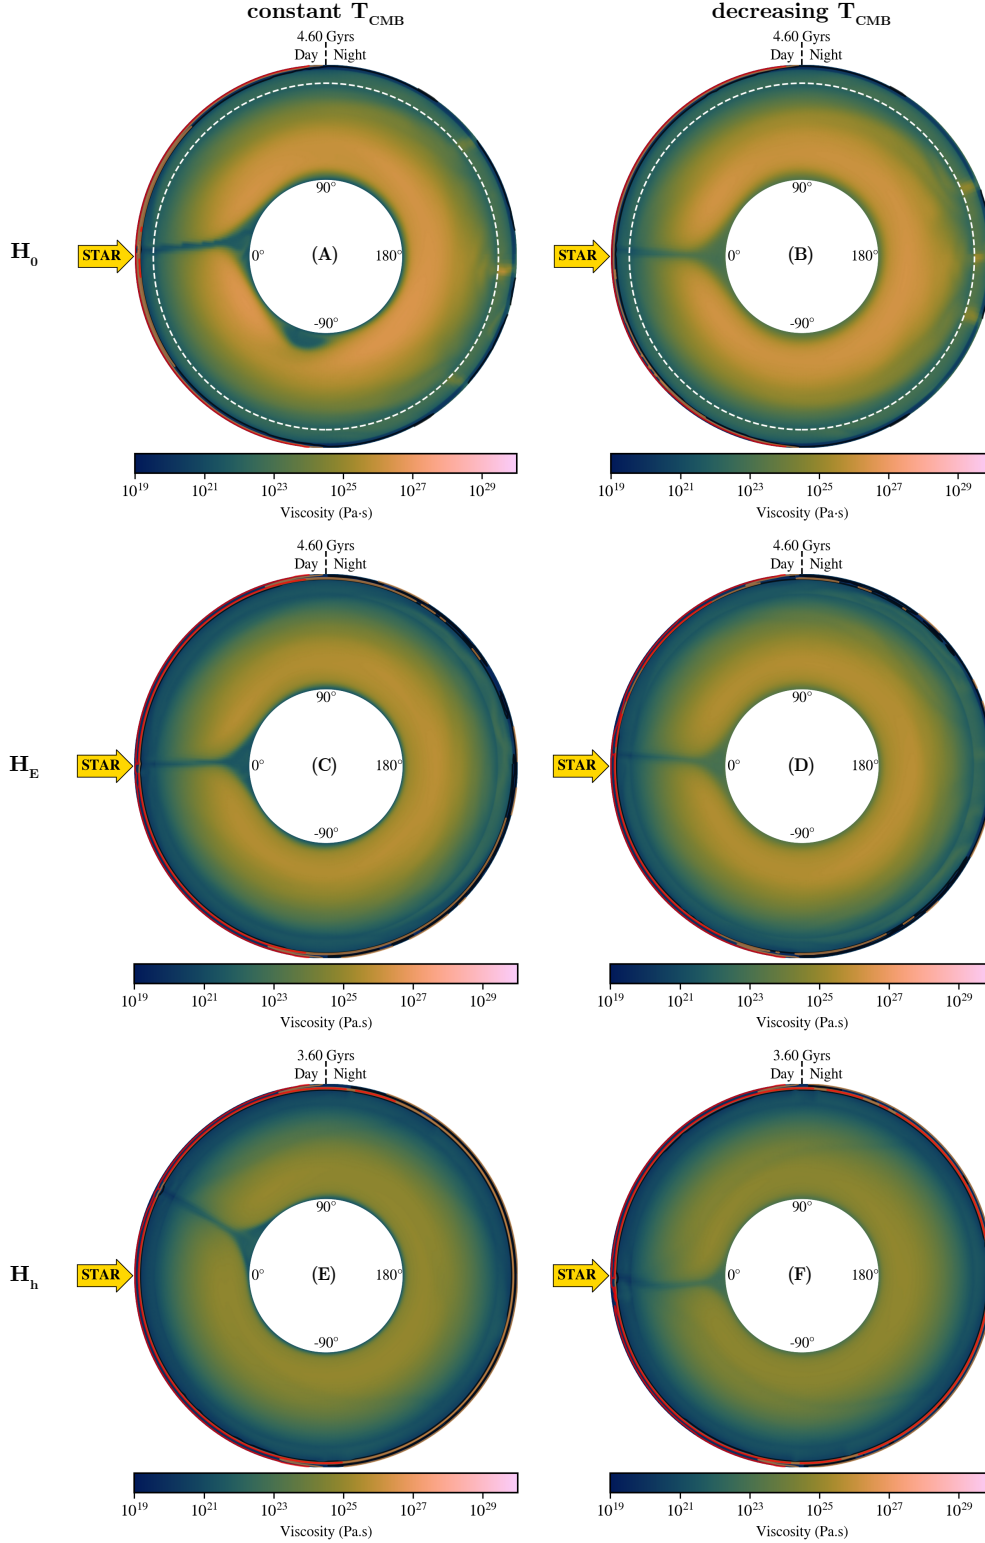 constant T_CMB
decreasing T_CMB
4.60 Gyrs
Day Night
4.60 Gyrs
Day Night
H_0
STAR
90°
0°
(A)
180°
-90°
STAR
90°
0°
(B)
180°
-90°
10^19 10^21 10^23 10^25 10^27 10^29
Viscosity (Pa·s)
10^19 10^21 10^23 10^25 10^27 10^29
Viscosity (Pa·s)
4.60 Gyrs
Day Night
4.60 Gyrs
Day Night
H_E
STAR
90°
0°
(C)
180°
-90°
STAR
90°
0°
(D)
180°
-90°
10^19 10^21 10^23 10^25 10^27 10^29
Viscosity (Pa.s)
10^19 10^21 10^23 10^25 10^27 10^29
Viscosity (Pa.s)
3.60 Gyrs
Day Night
3.60 Gyrs
Day Night
H_h
STAR
90°
0°
(E)
180°
-90°
STAR
90°
0°
(F)
180°
-90°
10^19 10^21 10^23 10^25 10^27 10^29
Viscosity (Pa.s)
10^19 10^21 10^23 10^25 10^27 10^29
Viscosity (Pa.s)